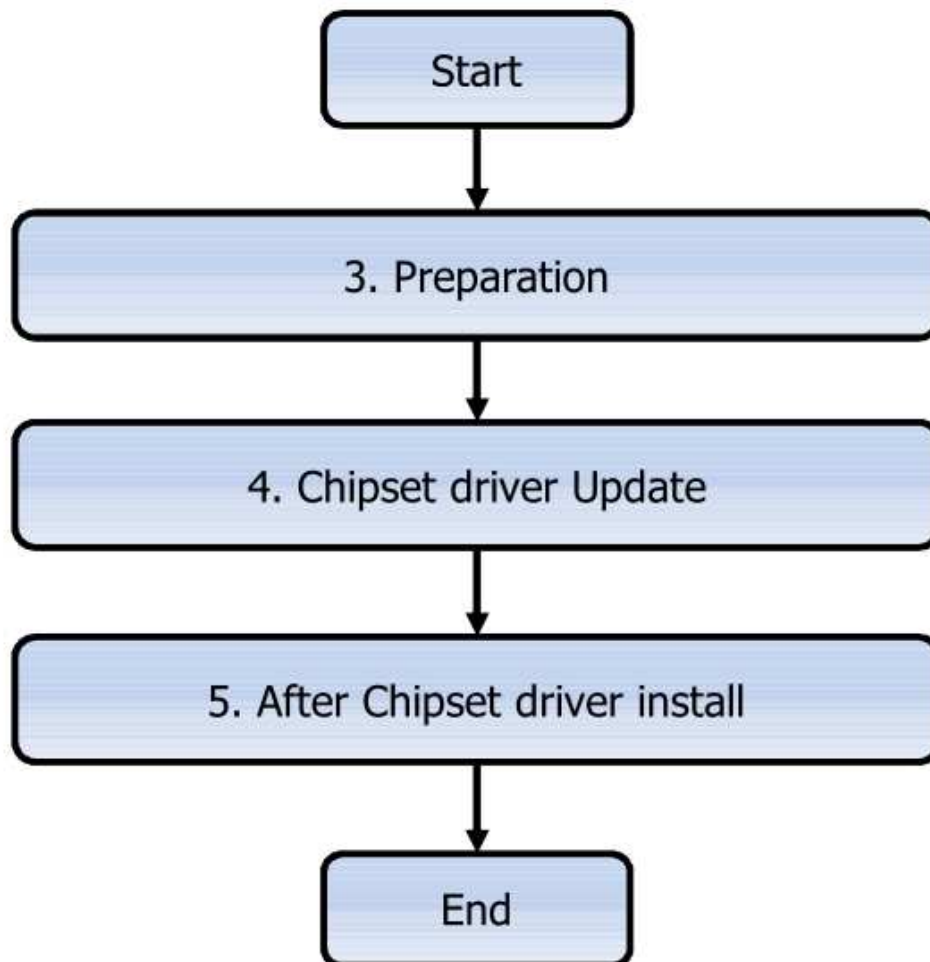 Start
3. Preparation
4. Chipset driver Update
5. After Chipset driver install
End